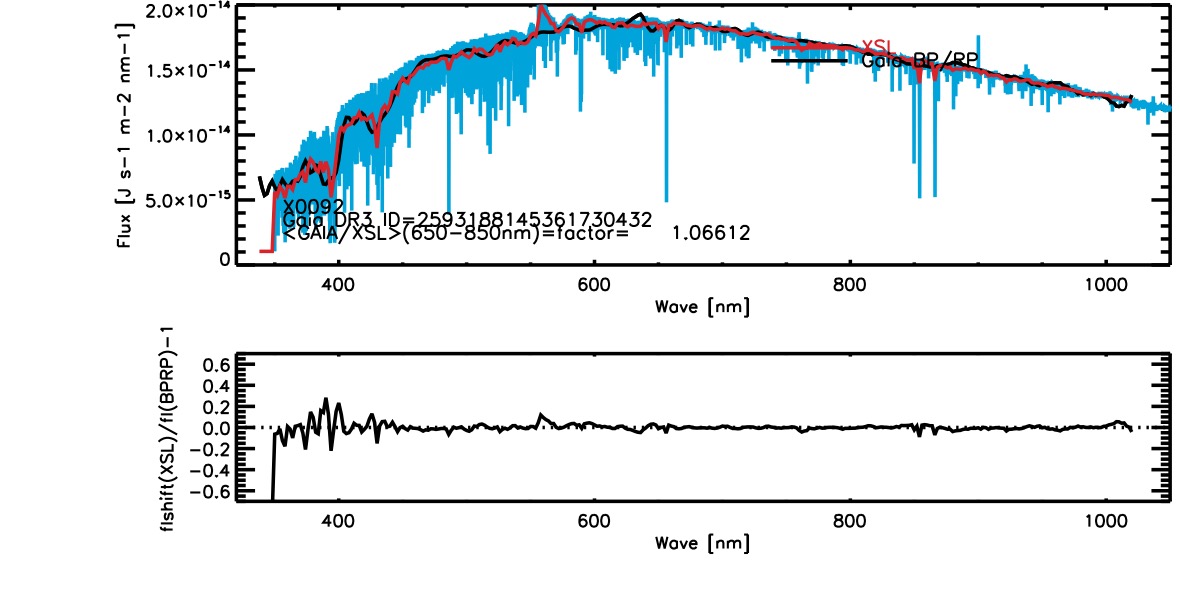 2.0×10−14
1.5×10−14
1.0×10−14
5.0×10−15
0
Flux [J s−1 m−2 nm−1]
XSL
Gaia BP/RP
X0092
Gaia DR3 ID=2593188145361730432
<GAIA/XSL>(650−850nm)=factor= 1.06612
400 600 800 1000
Wave [nm]
flshift(XSL)/fl(BPRP)−1
0.6
0.4
0.2
0.0
−0.2
−0.4
−0.6
400 600 800 1000
Wave [nm]